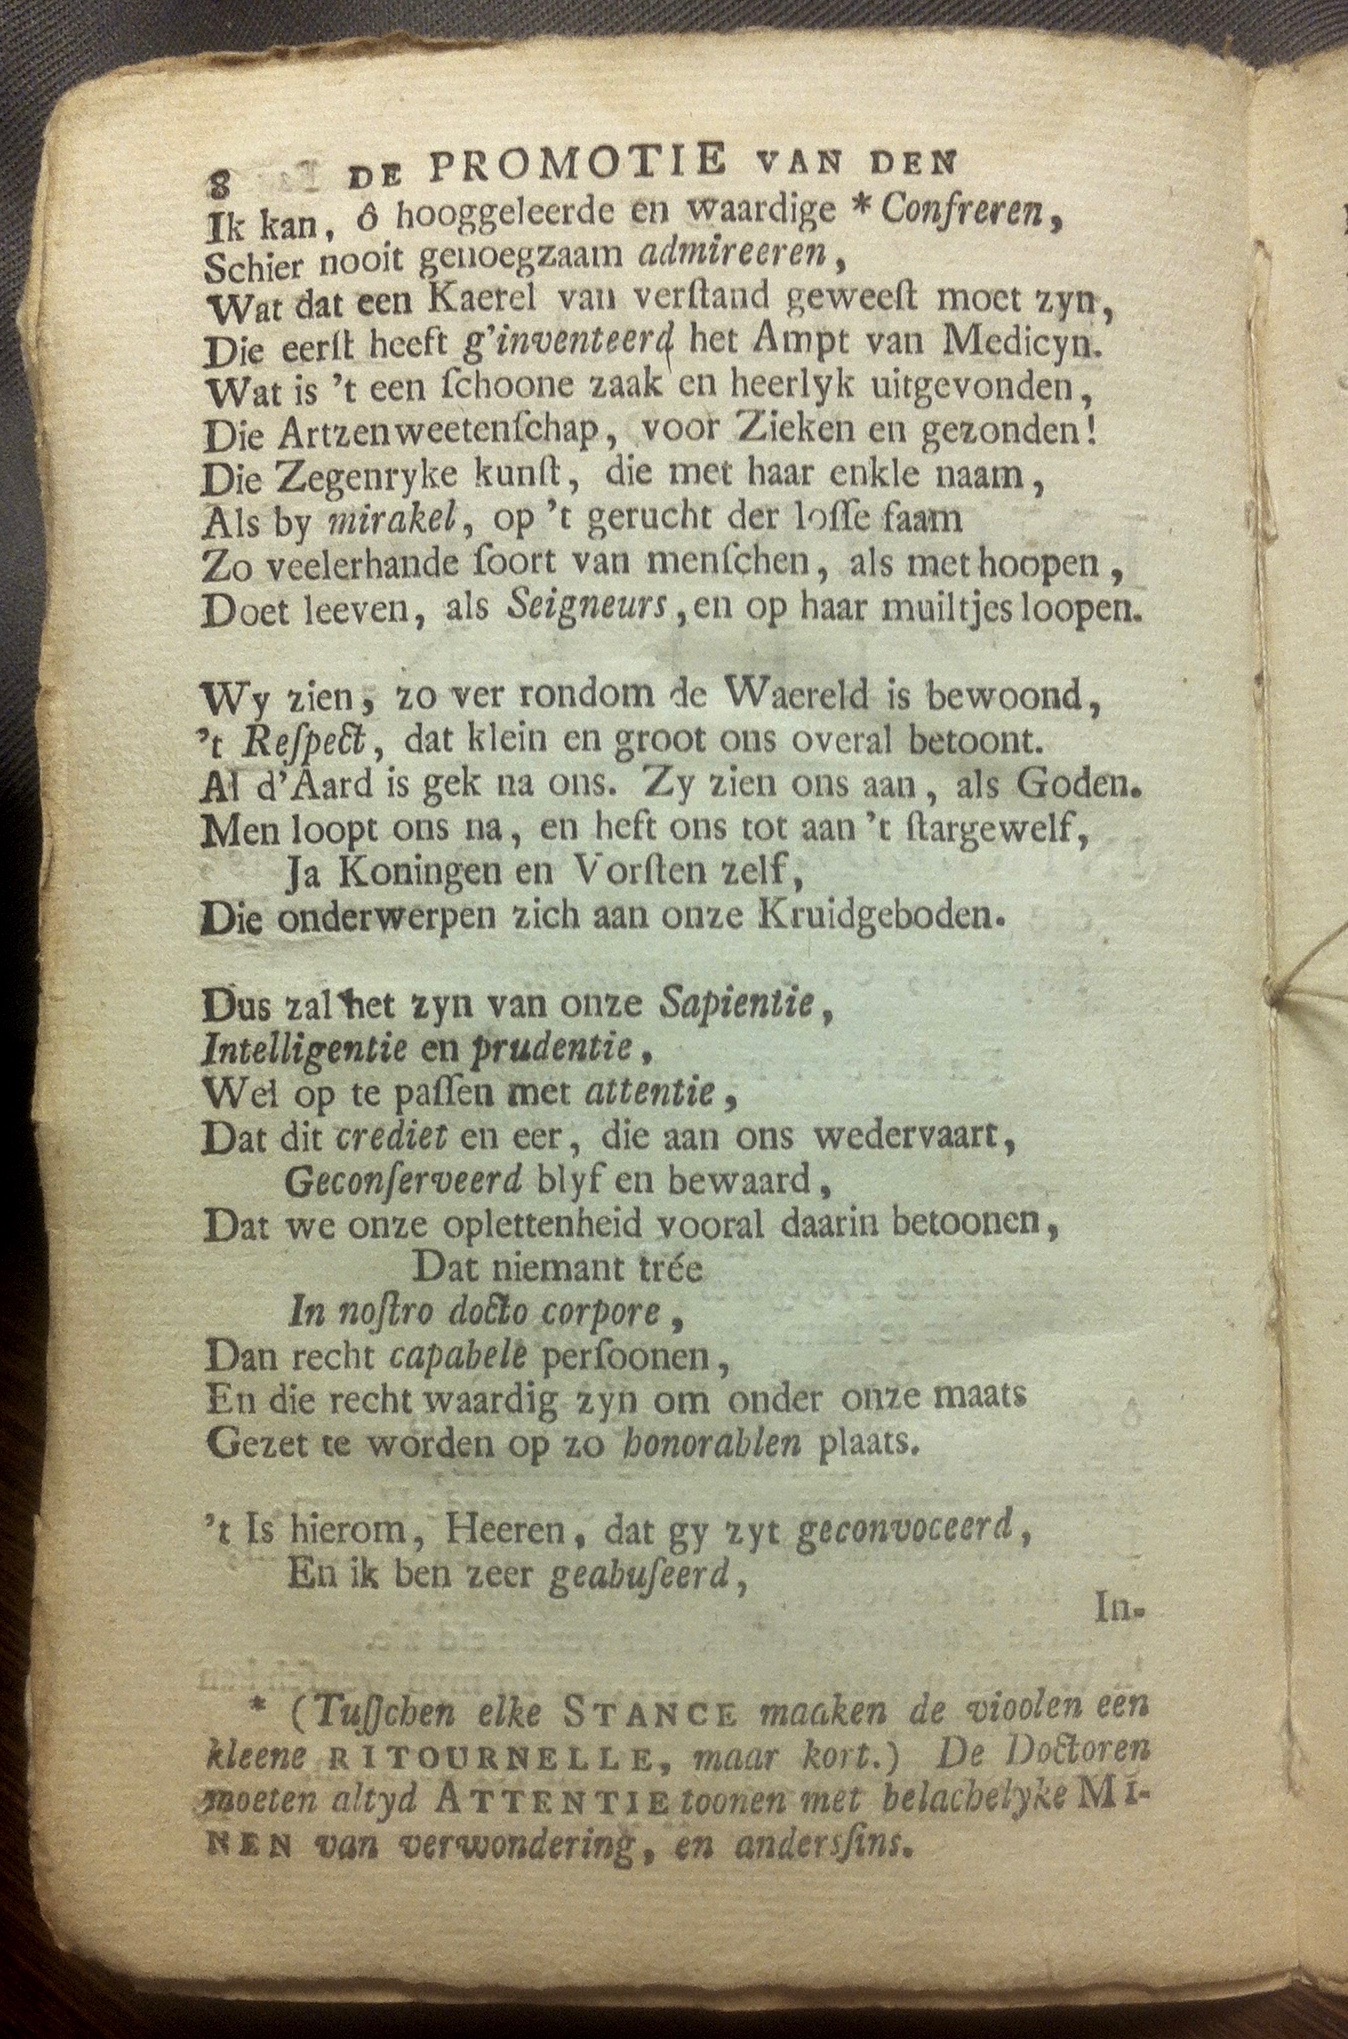 8 DE PROMOTIE VAN DEN
Ik kan, ô hooggeleerde en waardige * Confreren,
Schier nooit genoegzaam admireeren,
Wat dat een Kaerel van verſtand geweeſt moet zyn,
Die eerſt heeft g'inventeerd het Ampt van Medicyn.
Wat is 't een ſchoone zaak en heerlyk uitgevonden,
Die Artzenweetenſchap, voor Zieken en gezonden!
Die Zegenryke kunſt, die met haar enkle naam,
Als by mirakel, op 't gerucht der loſſe faam
Zo veelerhande ſoort van menſchen, als met hoopen,
Doet leeven, als Seigneurs, en op haar muiltjes loopen.
Wy zien, zo ver rondom de Waereld is bewoond,
't Reſpect, dat klein en groot ons overal betoont.
Al d'Aard is gek na ons. Zy zien ons aan, als Goden.
Men loopt ons na, en heft ons tot aan 't ſtargewelf,
Ja Koningen en Vorſten zelf,
Die onderwerpen zich aan onze Kruidgeboden.
Dus zal het zyn van onze Sapientie,
Intelligentie en prudentie,
Wel op te paſſen met attentie,
Dat dit crediet en eer, die aan ons wedervaart,
Geconſerveerd blyf en bewaard,
Dat we onze oplettenheid vooral daarin betoonen,
Dat niemant trée
In noſtro docto corpore,
Dan recht capabele perſoonen,
En die recht waardig zyn om onder onze maats
Gezet te worden op zo honorablen plaats.
't Is hierom, Heeren, dat gy zyt geconvoceerd,
En ik ben zeer geabuſeerd,
In-
* (Tuſſchen elke STANCE maaken de vioolen een
kleene RITOURNELLE, maar kort.) De Doctoren
moeten altyd ATTENTIE toonen met belachelyke MI-
NEN van verwondering, en andersſins.